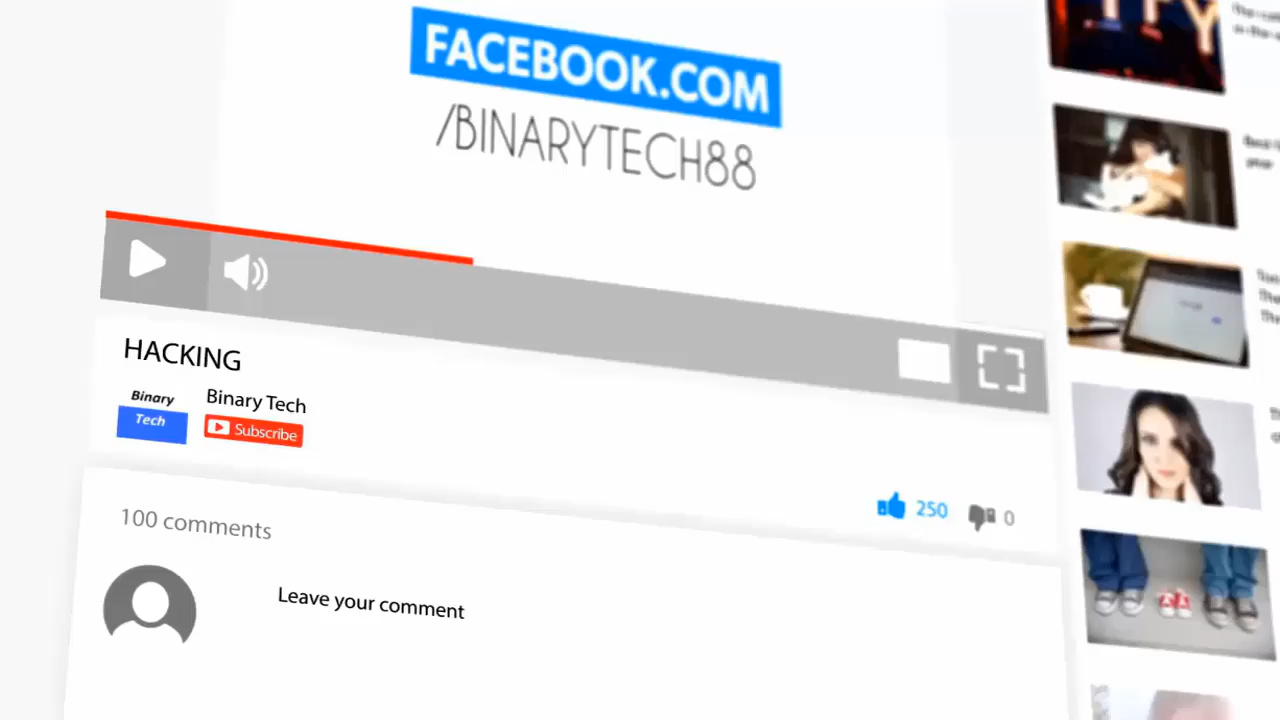 FACEBOOK.COM
/BINARYTECH88
HACKING
Binary
Tech
Binary Tech
Subscribe
250
0
100 comments
Leave your comment